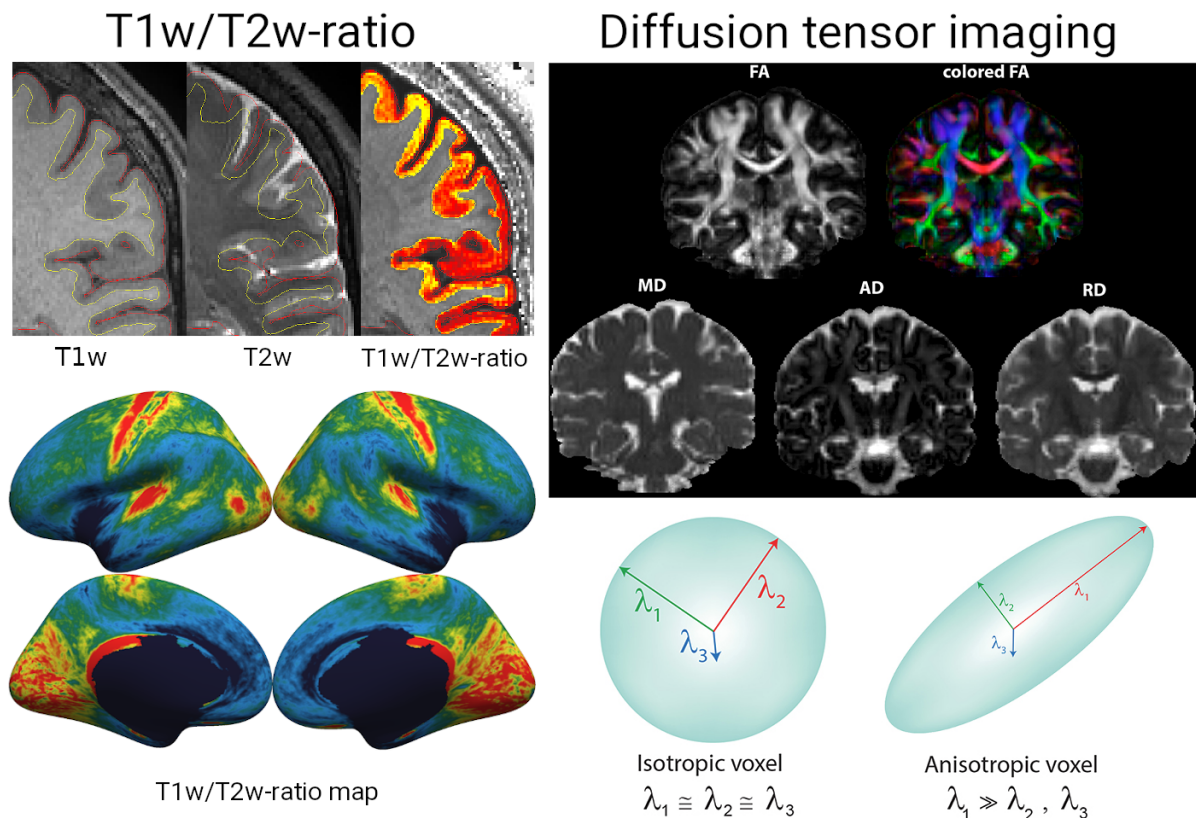 T1w/T2w-ratio
T1w
T2w
T1w/T2w-ratio
T1w/T2w-ratio map
Diffusion tensor imaging
FA
colored FA
MD
AD
RD
λ1
λ2
λ3
Isotropic voxel
λ1 ≅ λ2 ≅ λ3
λ2
λ1
λ3
Anisotropic voxel
λ1 ≫ λ2 , λ3